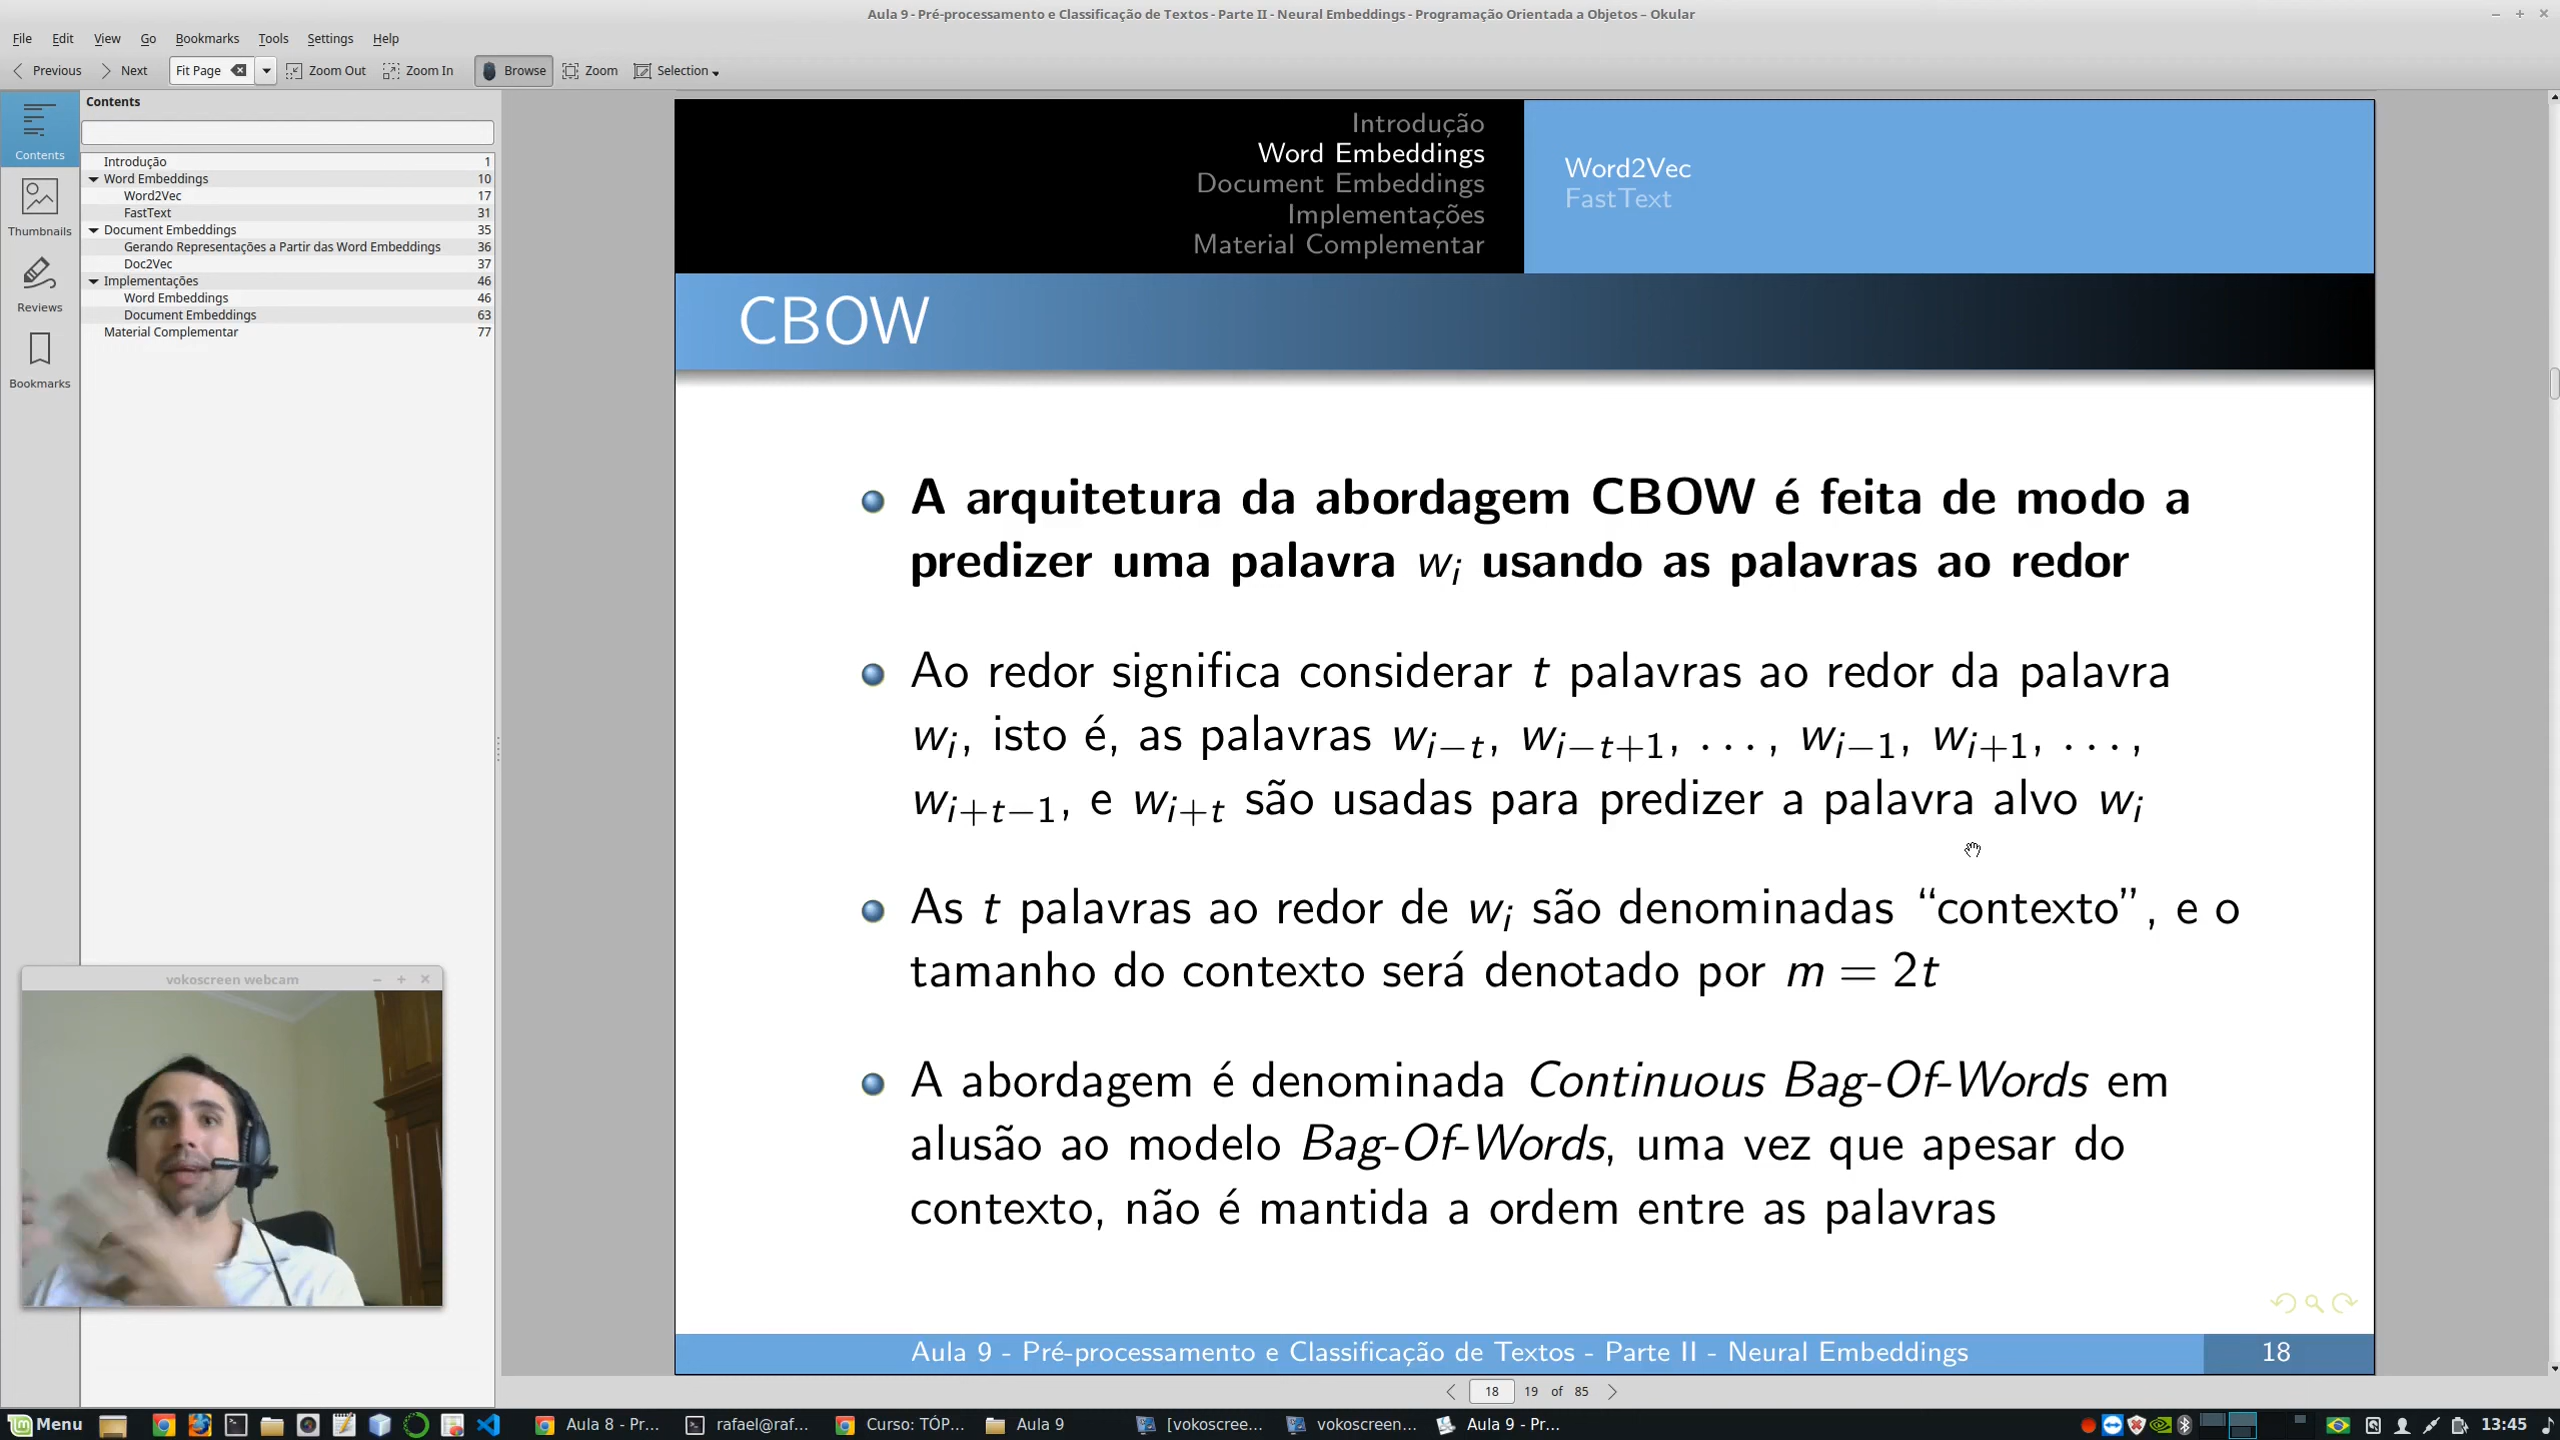 Aula 9 - Pré-processamento e Classificação de Textos - Parte II - Neural Embeddings - Programação Orientada a Objetos – Okular
File Edit View Go Bookmarks Tools Settings Help
Previous Next Fit Page Zoom Out Zoom In Browse Zoom Selection
Contents
Contents
Thumbnails
Reviews
Bookmarks
Introdução 1
Word Embeddings 10
Word2Vec 17
FastText 31
Document Embeddings 35
Gerando Representações a Partir das Word Embeddings 36
Doc2Vec 37
Implementações 46
Word Embeddings 46
Document Embeddings 63
Material Complementar 77
vokoscreen webcam
Introdução
Word Embeddings
Document Embeddings
Implementações
Material Complementar
Word2Vec
FastText
CBOW
A arquitetura da abordagem CBOW é feita de modo a
predizer uma palavra w_i usando as palavras ao redor
Ao redor significa considerar t palavras ao redor da palavra
w_i, isto é, as palavras w_{i−t}, w_{i−t+1}, . . . , w_{i−1}, w_{i+1}, . . . ,
w_{i+t−1}, e w_{i+t} são usadas para predizer a palavra alvo w_i
As t palavras ao redor de w_i são denominadas “contexto”, e o
tamanho do contexto será denotado por m = 2t
A abordagem é denominada Continuous Bag-Of-Words em
alusão ao modelo Bag-Of-Words, uma vez que apesar do
contexto, não é mantida a ordem entre as palavras
Aula 9 - Pré-processamento e Classificação de Textos - Parte II - Neural Embeddings 18
18 19 of 85
Menu Aula 8 - Pr... rafael@raf... Curso: TÓP... Aula 9 [vokoscree... vokoscreen... Aula 9 - Pr... 13:45